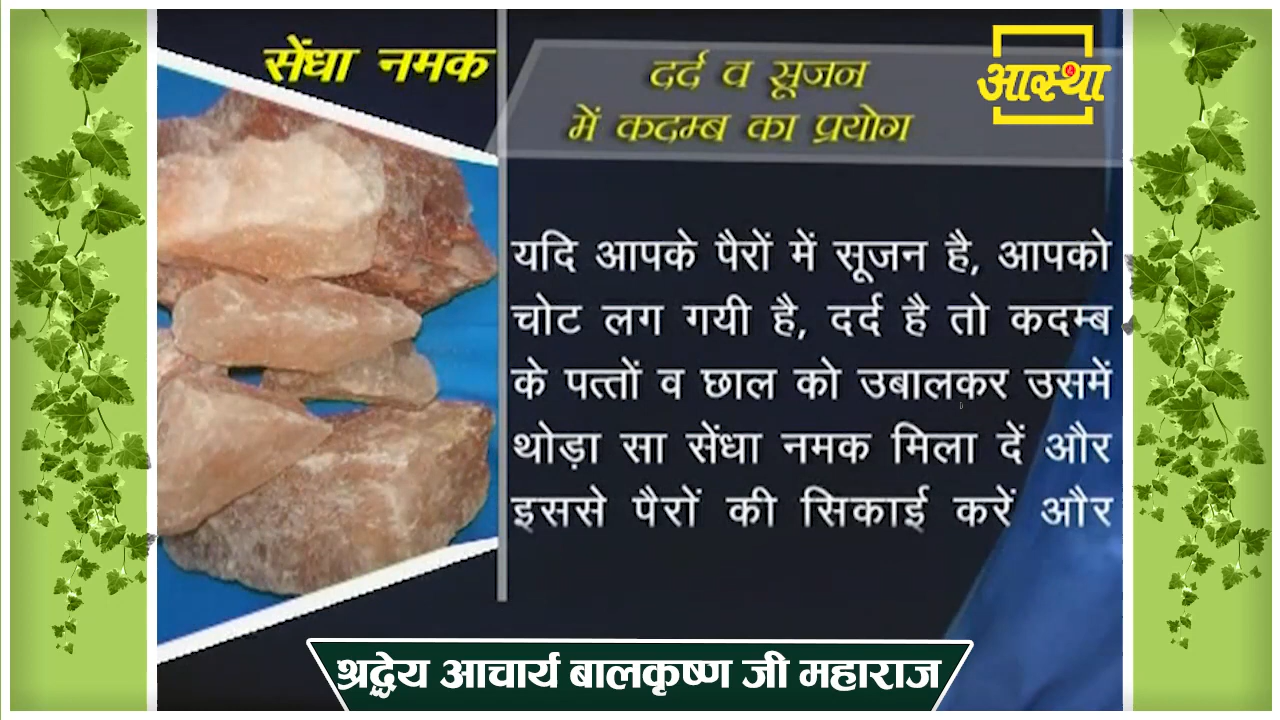 सेंधा नमक
दर्द व सूजन
में कदम्ब का प्रयोग
आस्था
यदि आपके पैरों में सूजन है, आपको
चोट लग गयी है, दर्द है तो कदम्ब
के पत्तों व छाल को उबालकर उसमें
थोड़ा सा सेंधा नमक मिला दें और
इससे पैरों की सिकाई करें और
श्रद्धेय आचार्य बालकृष्ण जी महाराज